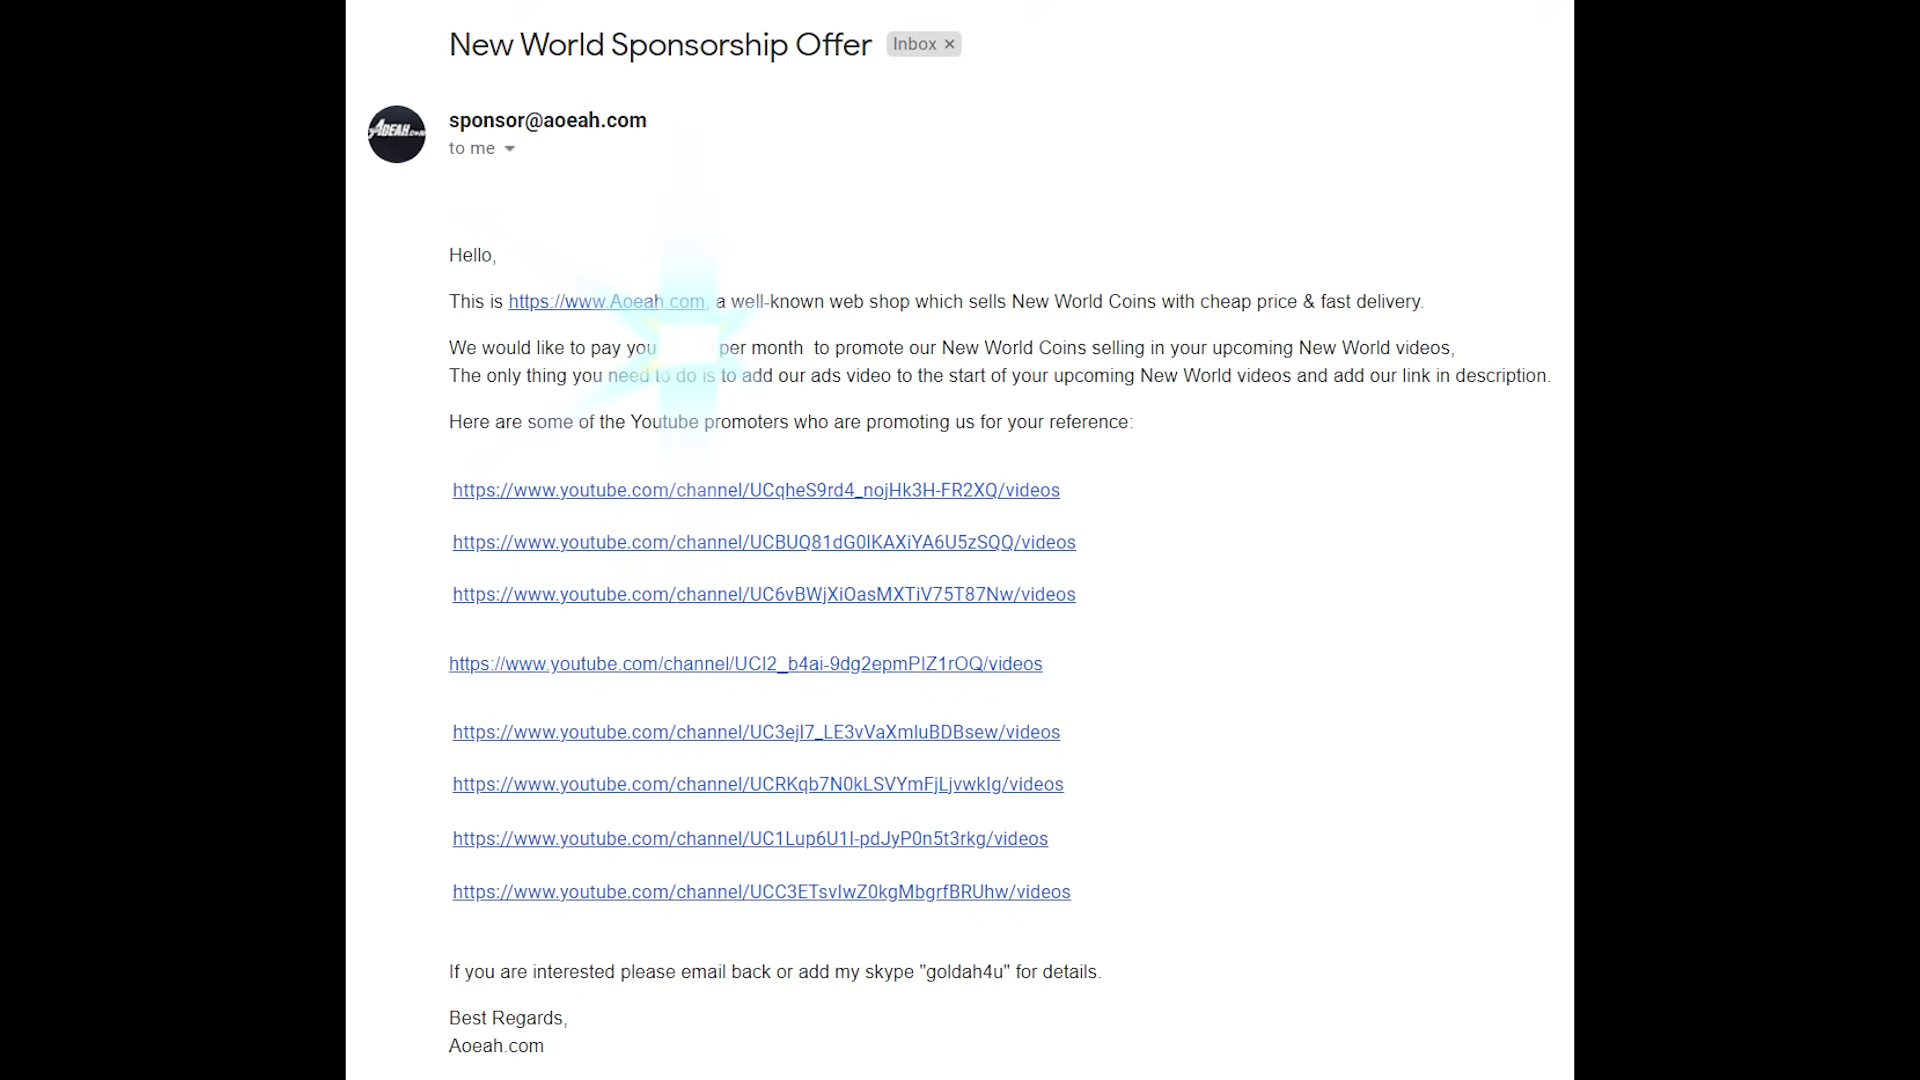 New World Sponsorship Offer Inbox ×
AOEAH.COM
sponsor@aoeah.com
to me
Hello,
This is https://www.Aoeah.com, a well-known web shop which sells New World Coins with cheap price & fast delivery.
We would like to pay you per month to promote our New World Coins selling in your upcoming New World videos,
The only thing you need to do is to add our ads video to the start of your upcoming New World videos and add our link in description.
Here are some of the Youtube promoters who are promoting us for your reference:
https://www.youtube.com/channel/UCqheS9rd4_nojHk3H-FR2XQ/videos
https://www.youtube.com/channel/UCBUQ81dG0lKAXiYA6U5zSQQ/videos
https://www.youtube.com/channel/UC6vBWjXiOasMXTiV75T87Nw/videos
https://www.youtube.com/channel/UCI2_b4ai-9dg2epmPIZ1rOQ/videos
https://www.youtube.com/channel/UC3ejI7_LE3vVaXmluBDBsew/videos
https://www.youtube.com/channel/UCRKqb7N0kLSVYmFjLjvwkIg/videos
https://www.youtube.com/channel/UC1Lup6U1I-pdJyP0n5t3rkg/videos
https://www.youtube.com/channel/UCC3ETsvIwZ0kgMbgrfBRUhw/videos
If you are interested please email back or add my skype "goldah4u" for details.
Best Regards,
Aoeah.com